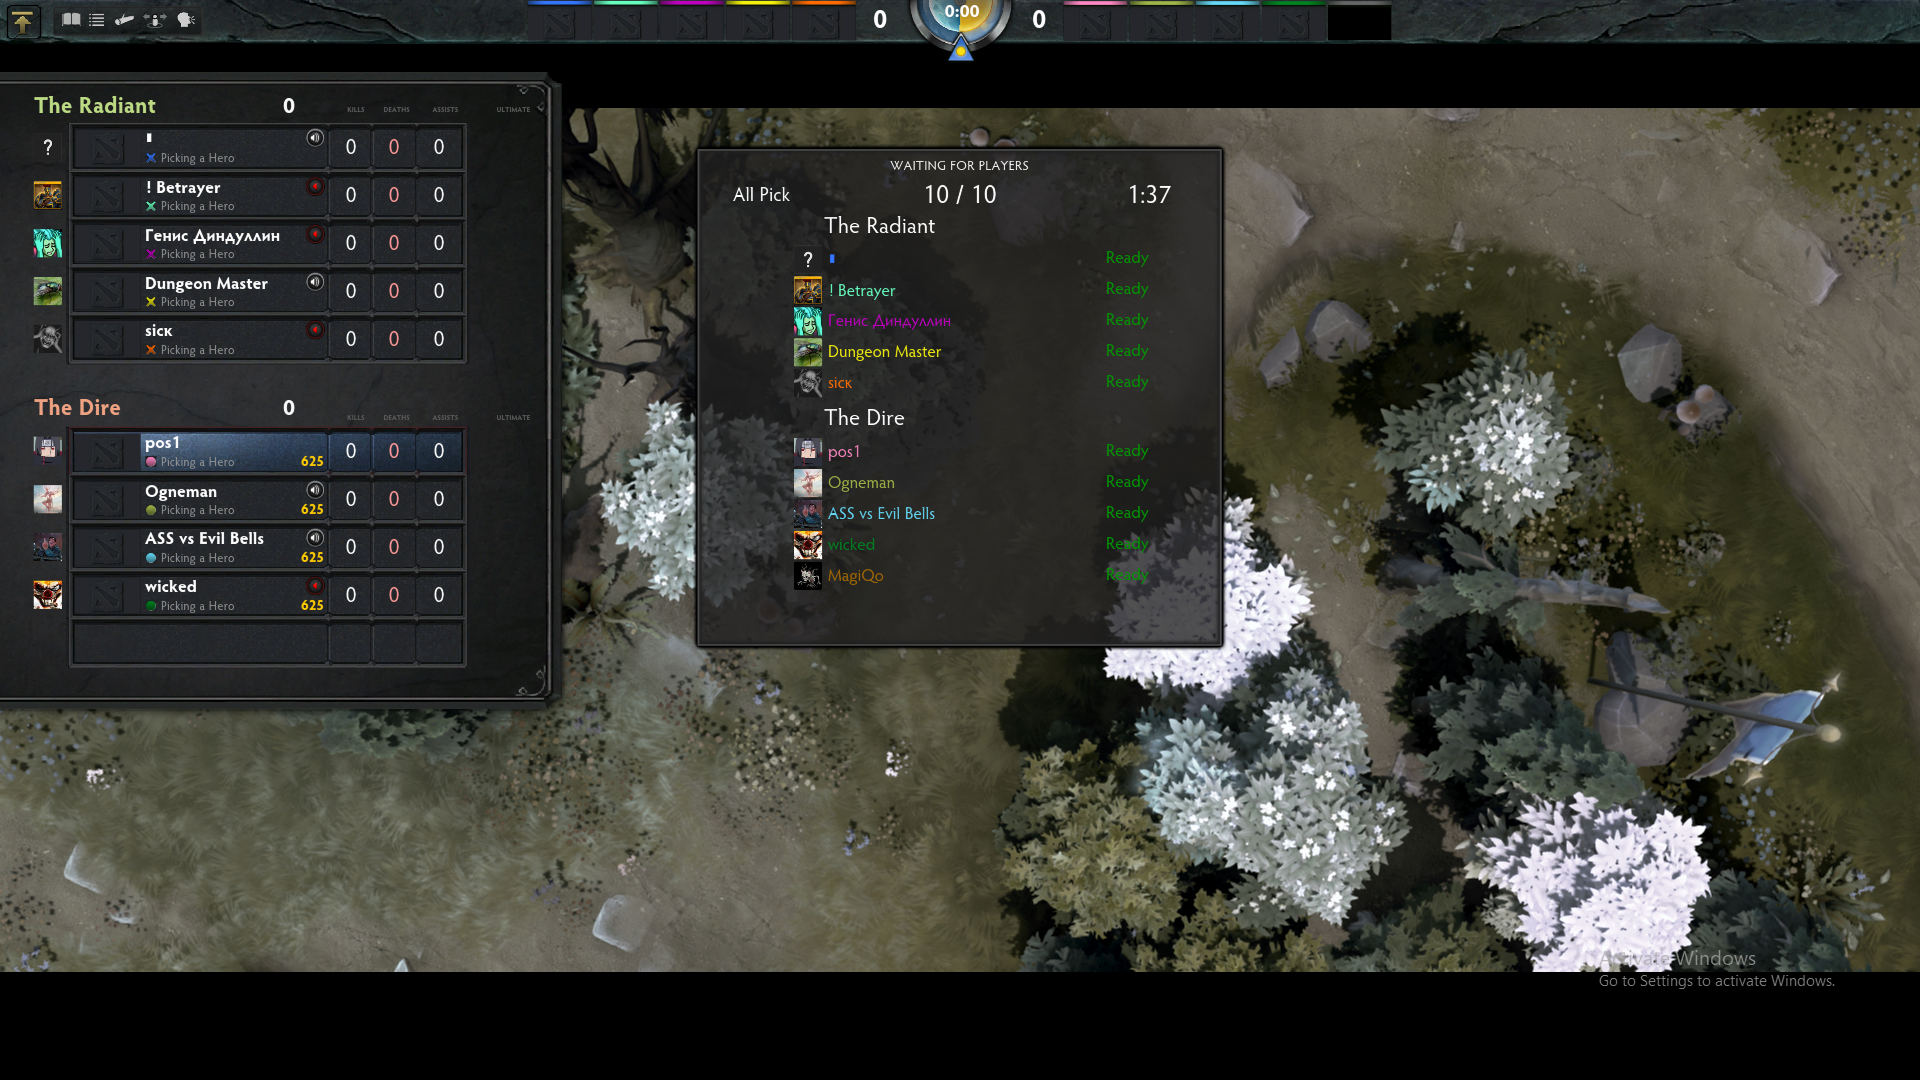 0
0:00
0
The Radiant
0
KILLS
DEATHS
ASSISTS
ULTIMATE
?
Picking a Hero
0
0
0
! Betrayer
Picking a Hero
0
0
0
Генис Диндуллин
Picking a Hero
0
0
0
Dungeon Master
Picking a Hero
0
0
0
sicк
Picking a Hero
0
0
0
The Dire
0
KILLS
DEATHS
ASSISTS
ULTIMATE
pos1
Picking a Hero
625
0
0
0
Ogneman
Picking a Hero
625
0
0
0
ASS vs Evil Bells
Picking a Hero
625
0
0
0
wicked
Picking a Hero
625
0
0
0
WAITING FOR PLAYERS
All Pick
10 / 10
1:37
The Radiant
?
Ready
! Betrayer
Ready
Генис Диндуллин
Ready
Dungeon Master
Ready
sicк
Ready
The Dire
pos1
Ready
Ogneman
Ready
ASS vs Evil Bells
Ready
wicked
Ready
MagiQo
Ready
Activate Windows
Go to Settings to activate Windows.